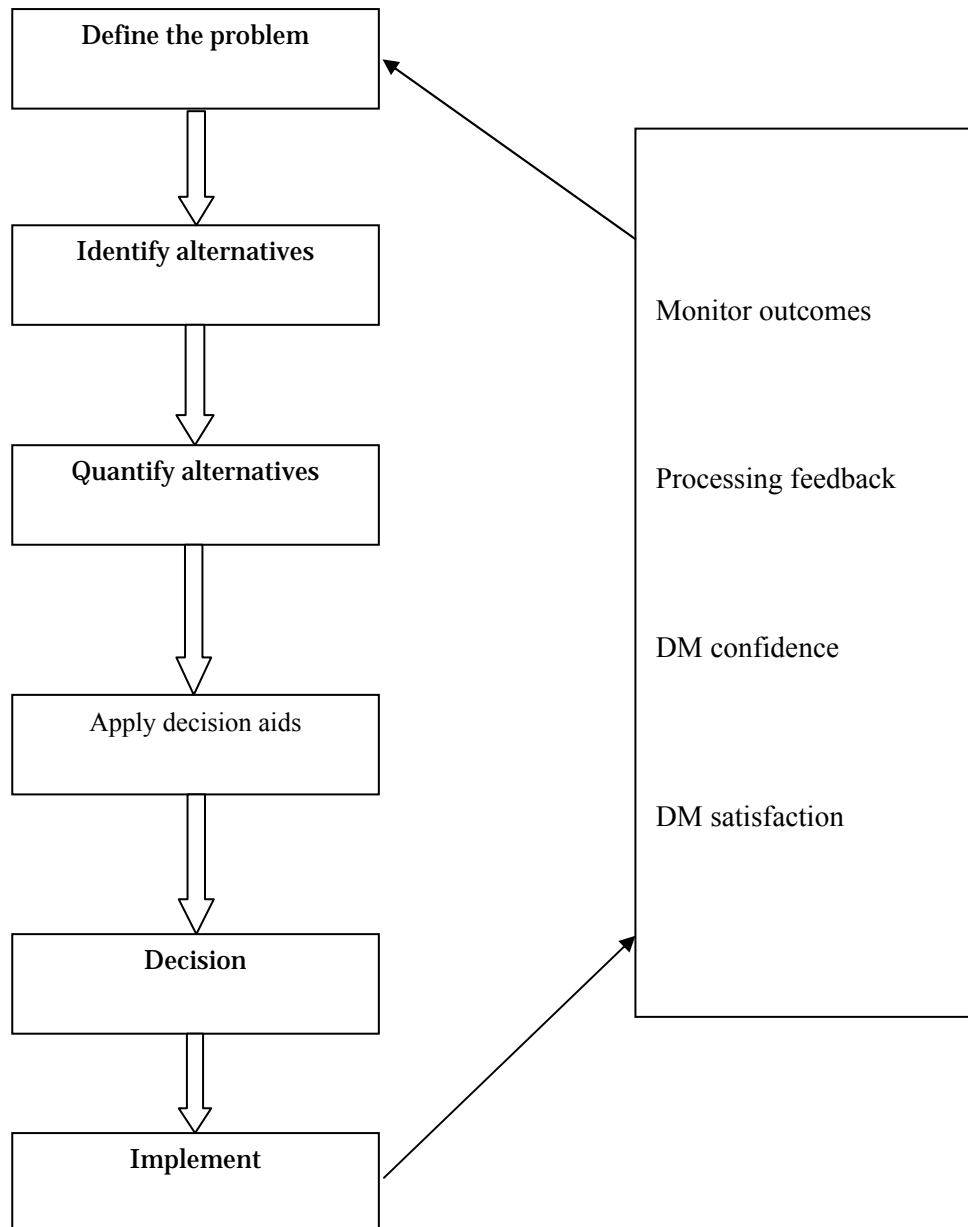 Define the problem
Identify alternatives
Quantify alternatives
Apply decision aids
Decision
Implement
Monitor outcomes
Processing feedback
DM confidence
DM satisfaction